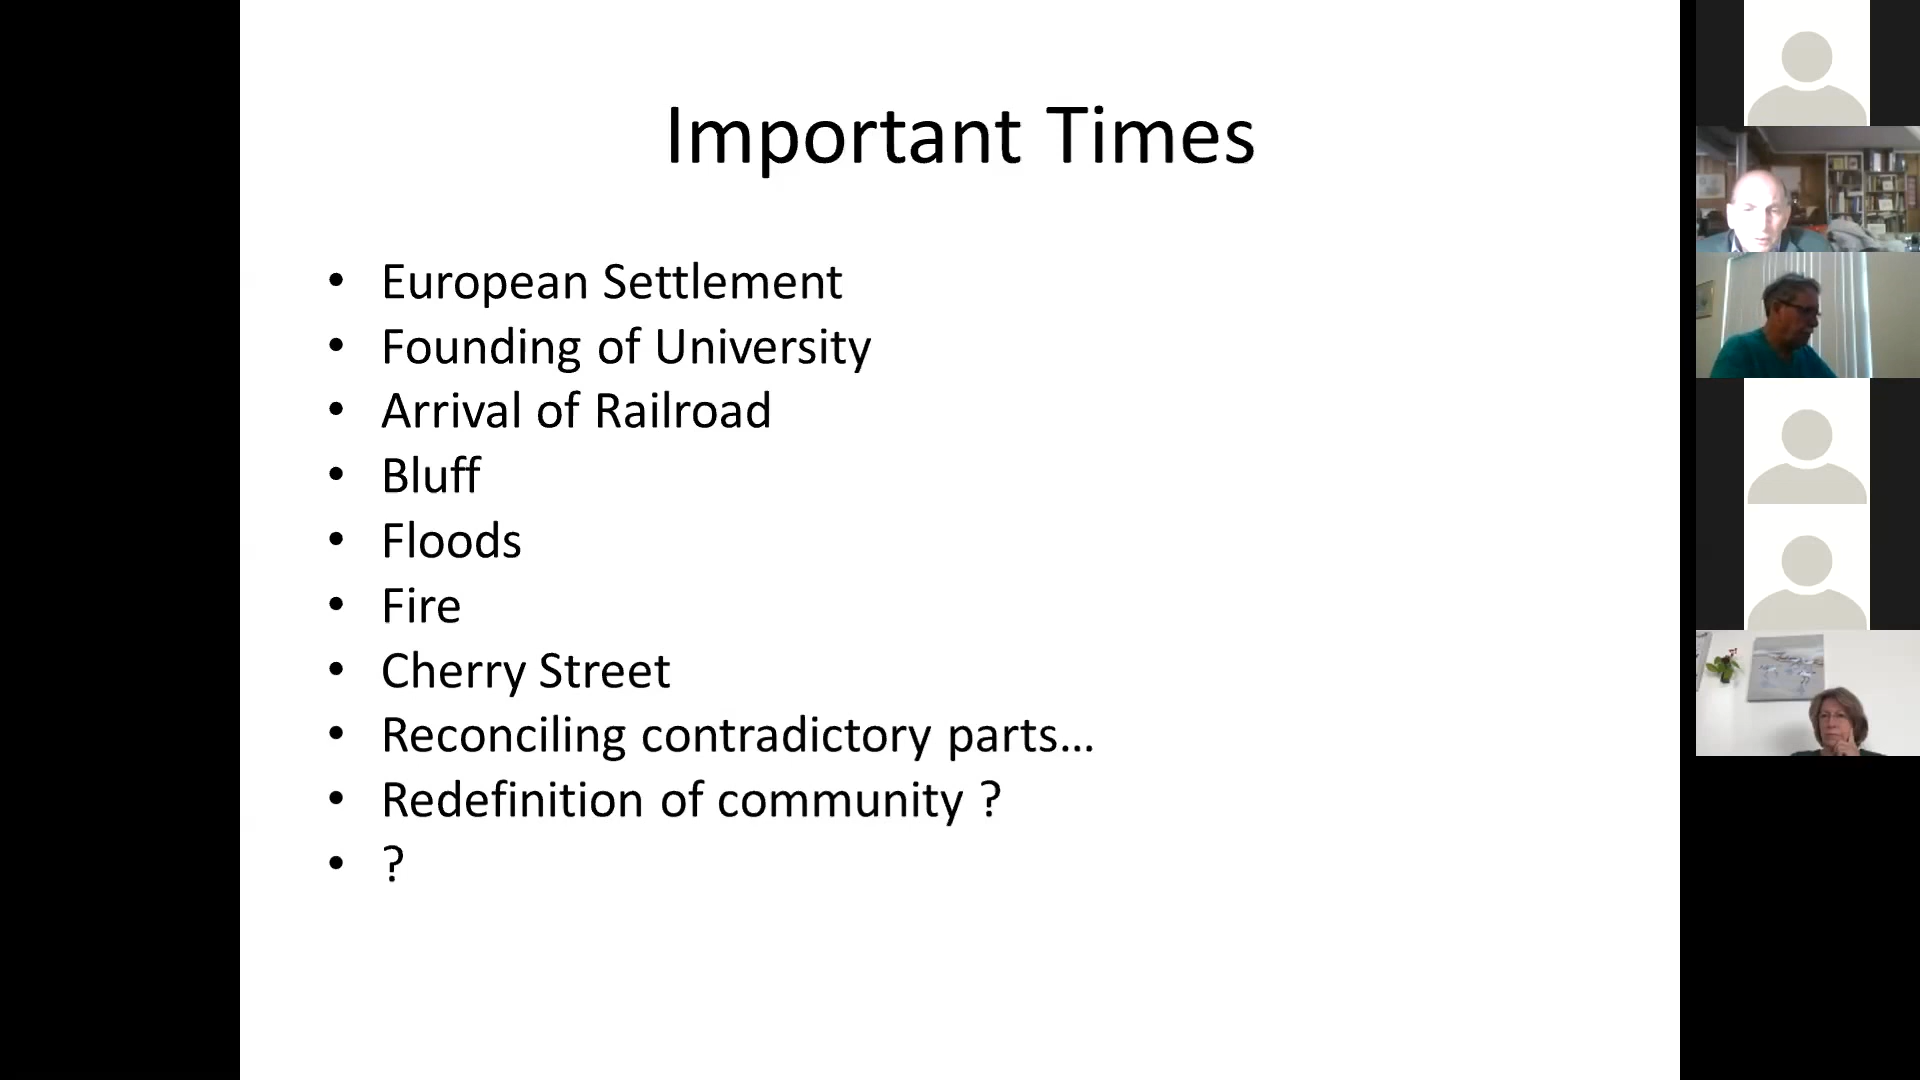 Important Times
• European Settlement
• Founding of University
• Arrival of Railroad
• Bluff
• Floods
• Fire
• Cherry Street
• Reconciling contradictory parts...
• Redefinition of community ?
• ?